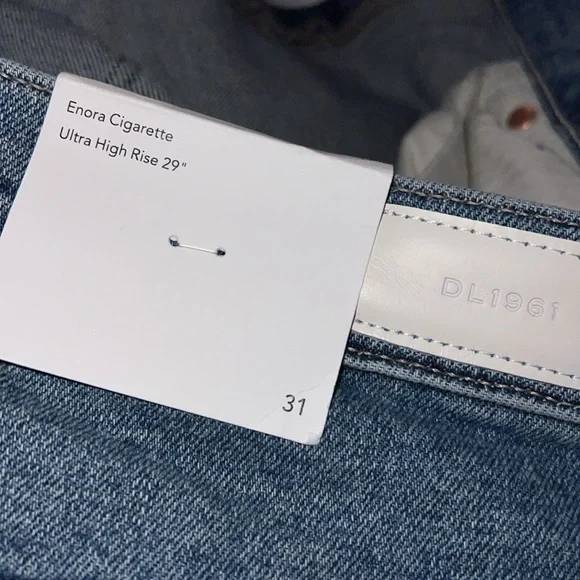 Enora Cigarette
Ultra High Rise 29"
DL1961
31